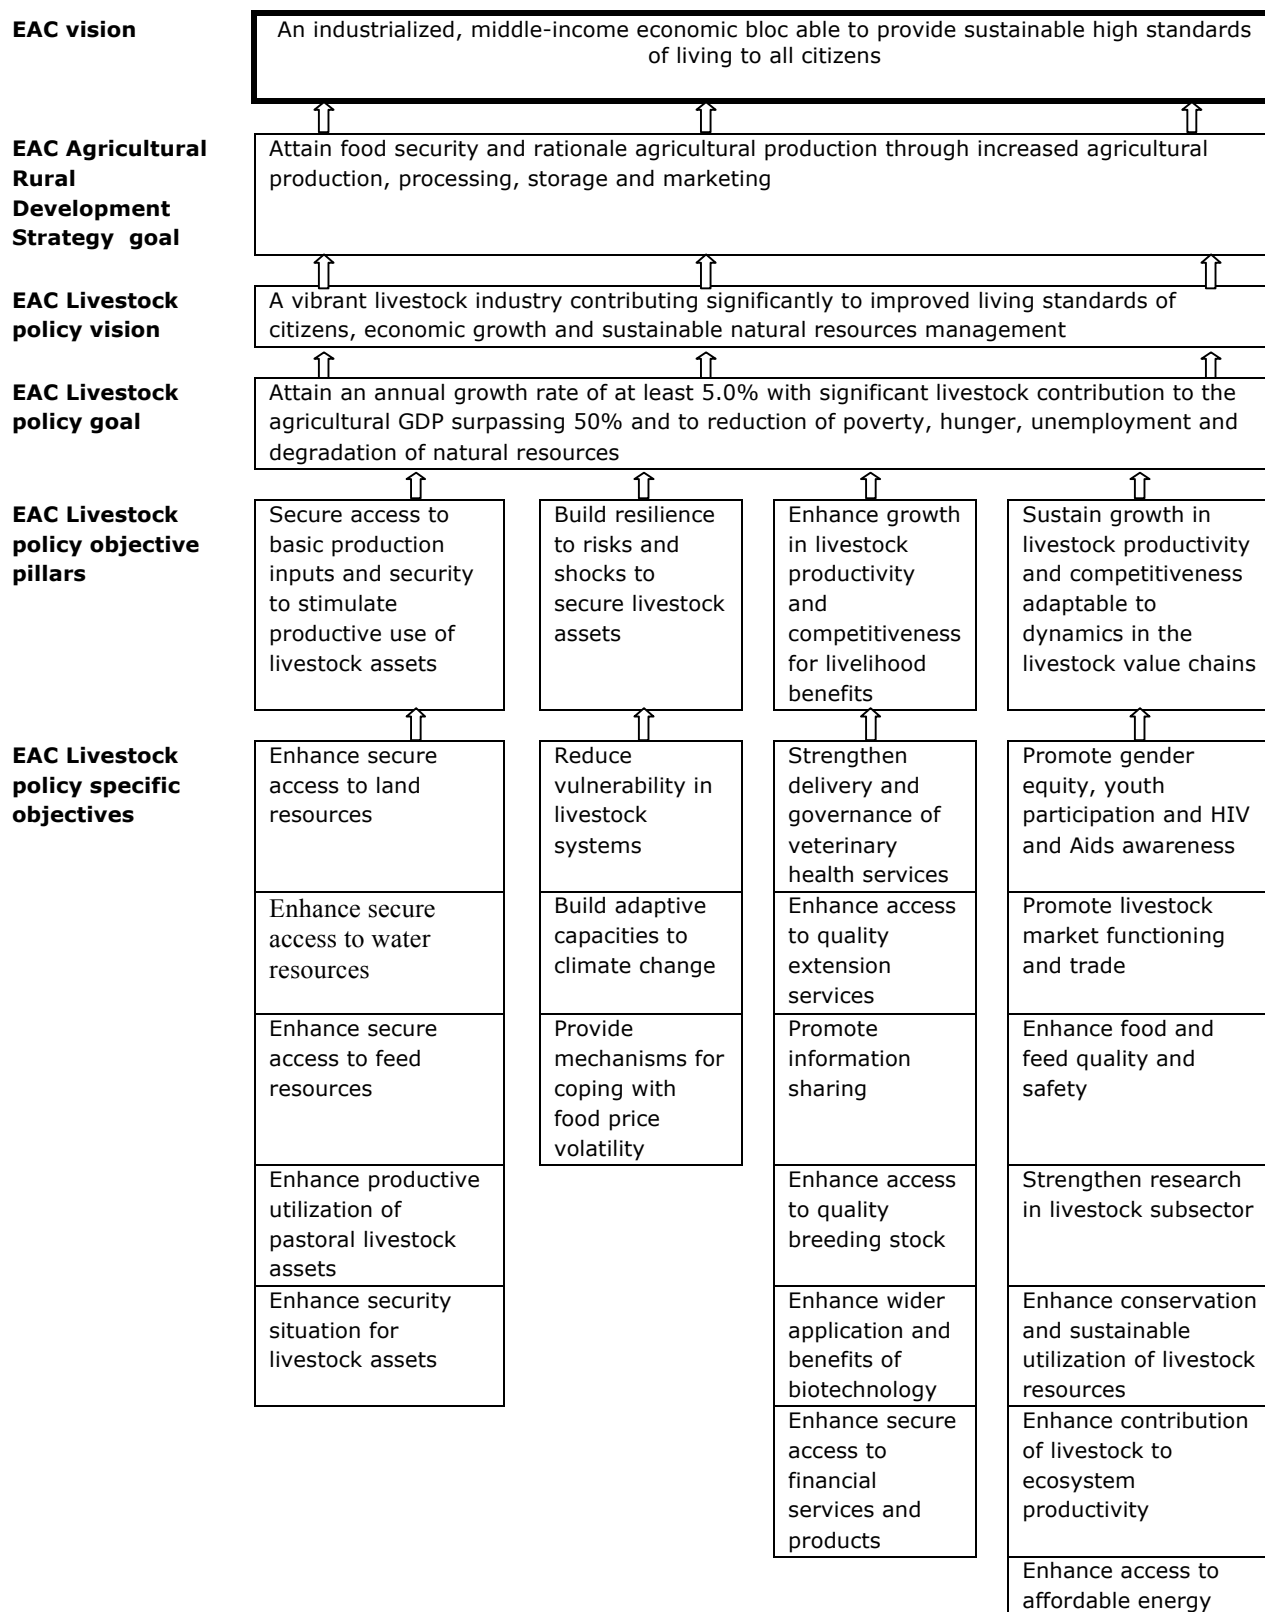 EAC vision
An industrialized, middle-income economic bloc able to provide sustainable high standards
of living to all citizens
EAC Agricultural
Rural
Development
Strategy goal
Attain food security and rationale agricultural production through increased agricultural
production, processing, storage and marketing
EAC Livestock
policy vision
A vibrant livestock industry contributing significantly to improved living standards of
citizens, economic growth and sustainable natural resources management
EAC Livestock
policy goal
Attain an annual growth rate of at least 5.0% with significant livestock contribution to the
agricultural GDP surpassing 50% and to reduction of poverty, hunger, unemployment and
degradation of natural resources
EAC Livestock
policy objective
pillars
Secure access to
basic production
inputs and security
to stimulate
productive use of
livestock assets
Build resilience
to risks and
shocks to
secure livestock
assets
Enhance growth
in livestock
productivity
and
competitiveness
for livelihood
benefits
Sustain growth in
livestock productivity
and competitiveness
adaptable to
dynamics in the
livestock value chains
EAC Livestock
policy specific
objectives
Enhance secure
access to land
resources
Enhance secure
access to water
resources
Enhance secure
access to feed
resources
Enhance productive
utilization of
pastoral livestock
assets
Enhance security
situation for
livestock assets
Reduce
vulnerability in
livestock
systems
Build adaptive
capacities to
climate change
Provide
mechanisms for
coping with
food price
volatility
Strengthen
delivery and
governance of
veterinary
health services
Enhance access
to quality
extension
services
Promote
information
sharing
Enhance access
to quality
breeding stock
Enhance wider
application and
benefits of
biotechnology
Enhance secure
access to
financial
services and
products
Promote gender
equity, youth
participation and HIV
and Aids awareness
Promote livestock
market functioning
and trade
Enhance food and
feed quality and
safety
Strengthen research
in livestock subsector
Enhance conservation
and sustainable
utilization of livestock
resources
Enhance contribution
of livestock to
ecosystem
productivity
Enhance access to
affordable energy